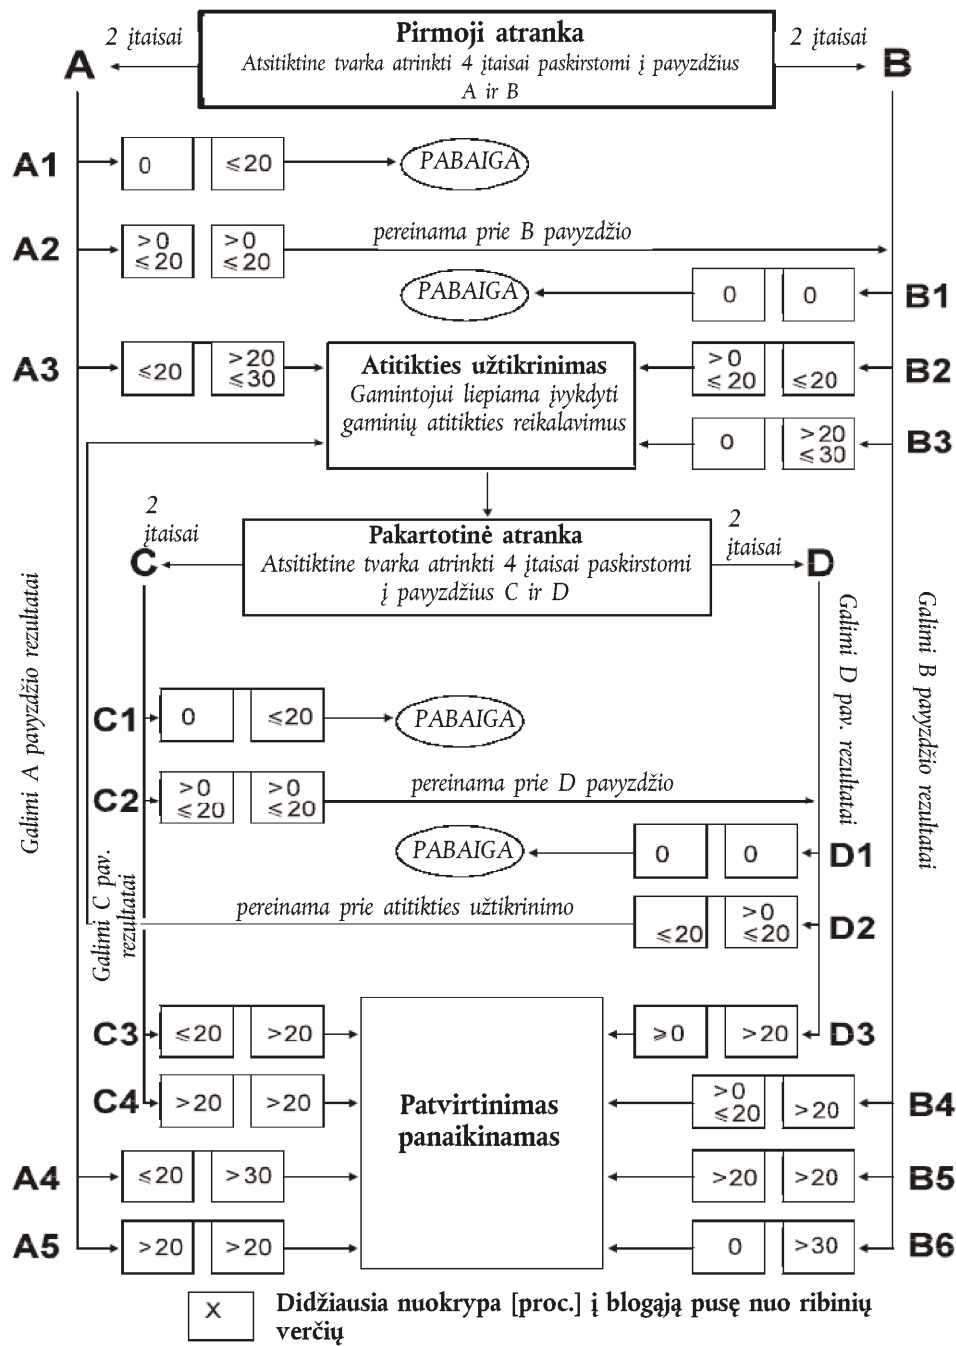 2 įtaisai
Pirmoji atranka
2 įtaisai
A
Atsitiktine tvarka atrinkti 4 įtaisai paskirstomi į pavyzdžius
A ir B
B
A1
0
≤20
PABAIGA
A2
>0
≤20
>0
≤20
pereinama prie B pavyzdžio
PABAIGA
0
0
B1
A3
≤20
>20
≤30
Atitikties užtikrinimas
Gamintojui liepiama įvykdyti
gaminių atitikties reikalavimus
>0
≤20
≤20
B2
0
>20
≤30
B3
2
įtaisai
C
Pakartotinė atranka
Atsitiktine tvarka atrinkti 4 įtaisai paskirstomi
į pavyzdžius C ir D
2
įtaisai
D
Galimi A pavyzdžio rezultatai
Galimi D pav. rezultatai
Galimi B pavyzdžio rezultatai
C1
0
≤20
PABAIGA
C2
>0
≤20
>0
≤20
pereinama prie D pavyzdžio
PABAIGA
0
0
D1
Galimi C pav.
rezultatai
pereinama prie atitikties užtikrinimo
≤20
>0
≤20
D2
C3
≤20
>20
≥0
>20
D3
C4
>20
>20
Patvirtinimas
panaikinamas
>0
≤20
>20
B4
A4
≤20
>30
>20
>20
B5
A5
>20
>20
0
>30
B6
X
Didžiausia nuokrypa [proc.] į blogąją pusę nuo ribinių
verčių